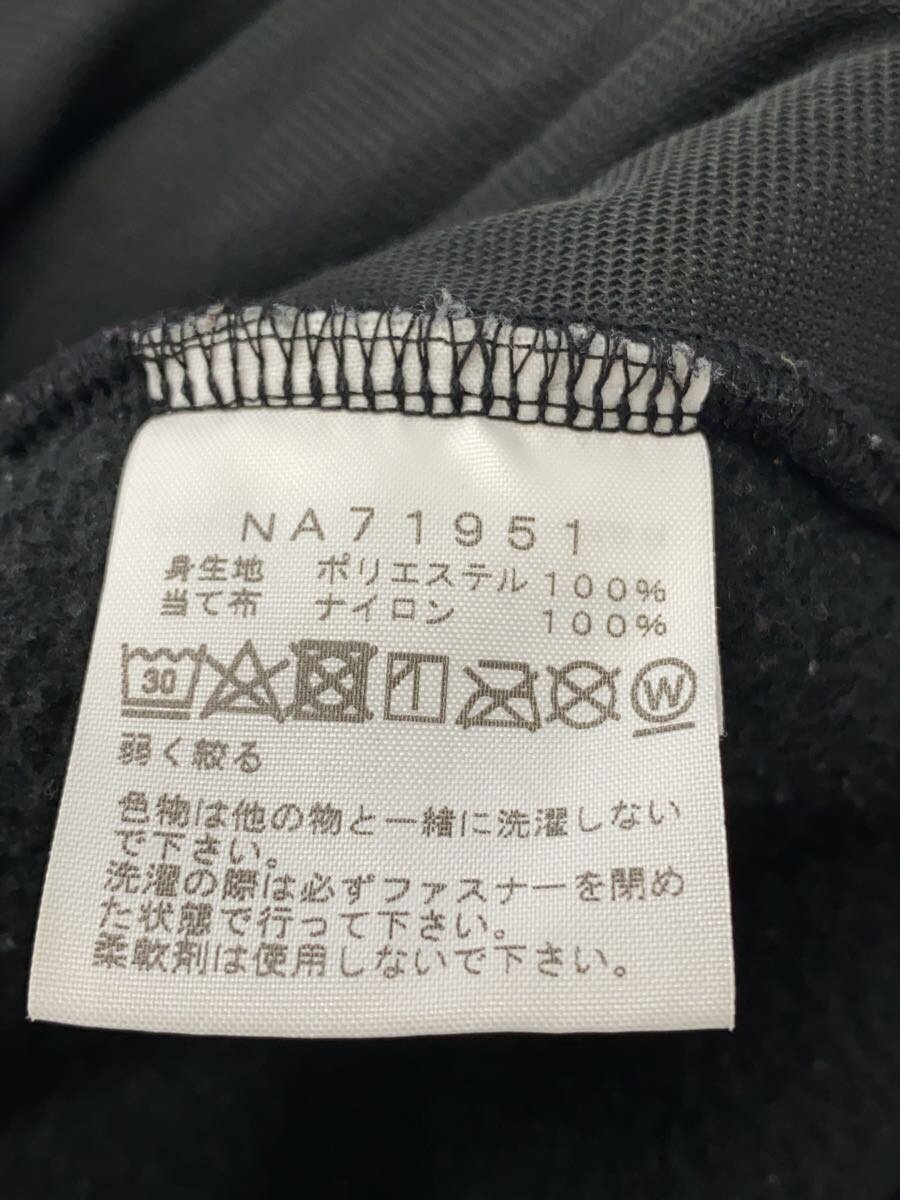 NA71951
身生地 ポリエステル100%
当て布 ナイロン 100%
30 W
弱く絞る
色物は他の物と一緒に洗濯しない
で下さい。
洗濯の際は必ずファスナーを閉め
た状態で行って下さい。
柔軟剤は使用しないで下さい。